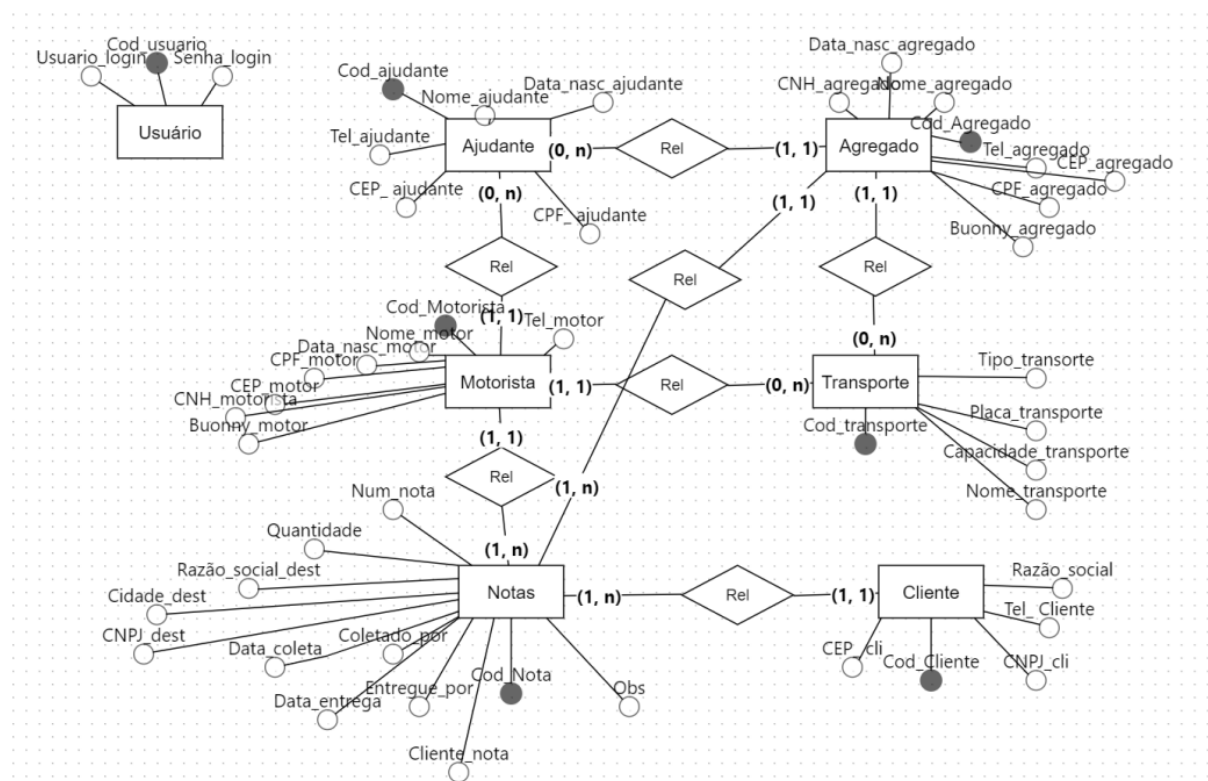 Data_nasc_agregado
Cod_usuario
Usuario_login
Senha_login
Usuário
Cod_ajudante
Nome_ajudante
Data_nasc_ajudante
Tel_ajudante
Ajudante
CEP_ ajudante
CPF_ ajudante
(0, n)
Rel
(1, 1)
CNH_agregado
Nome_agregado
Cod_Agregado
Agregado
Tel_agregado
CEP_agregado
CPF_agregado
Buonny_agregado
(0, n)
(1, 1)
(1, 1)
Rel
Rel
Rel
Cod_Motorista
(1, 1)
Tel_motor
Nome_motor
Data_nasc_motor
CPF_motor
CEP_motor
CNH_motorista
Buonny_motor
Motorista
(1, 1)
Rel
(0, n)
(0, n)
Transporte
Tipo_transorte
Placa_transporte
Cod_transporte
Capacidade_transporte
Nome_transporte
(1, 1)
Rel
(1, n)
(1, n)
Num_nota
Quantidade
Razão_social_dest
Cidade_dest
CNPJ_dest
Data_coleta
Coletado_por
Data_entrega
Entregue_por
Cod_Nota
Obs
Cliente_nota
Notas
(1, n)
Rel
(1, 1)
Cliente
Razão_social
Tel_ Cliente
CEP_cli
Cod_Cliente
CNPJ_cli